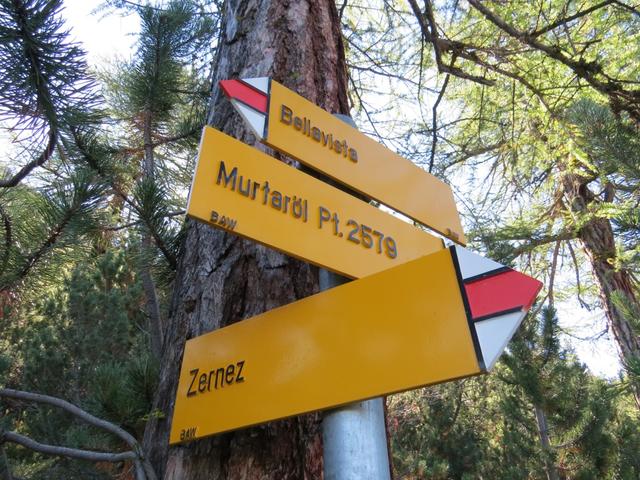 Bellavista
Murtaröl Pt.2579
BAW
Zernez
BAW